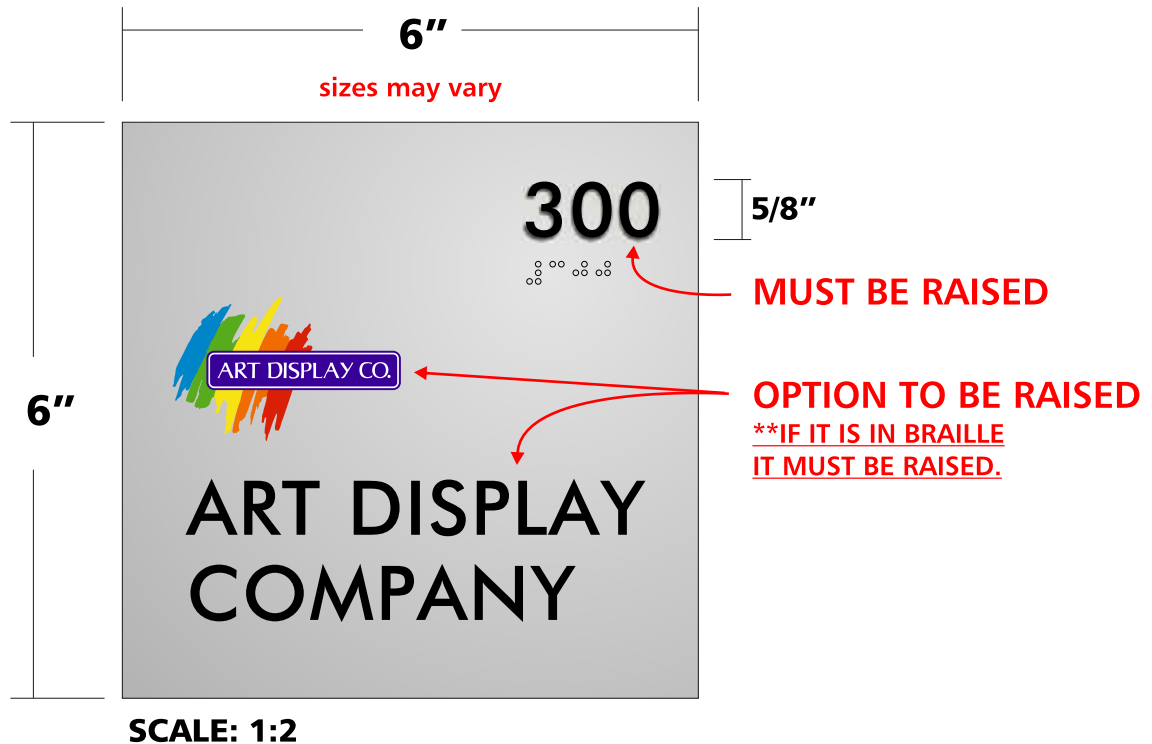 6”
sizes may vary
300
⠼⠉⠚⠚
5/8”
MUST BE RAISED
ART DISPLAY CO.
OPTION TO BE RAISED
**IF IT IS IN BRAILLE
IT MUST BE RAISED.
6”
ART DISPLAY
COMPANY
SCALE: 1:2